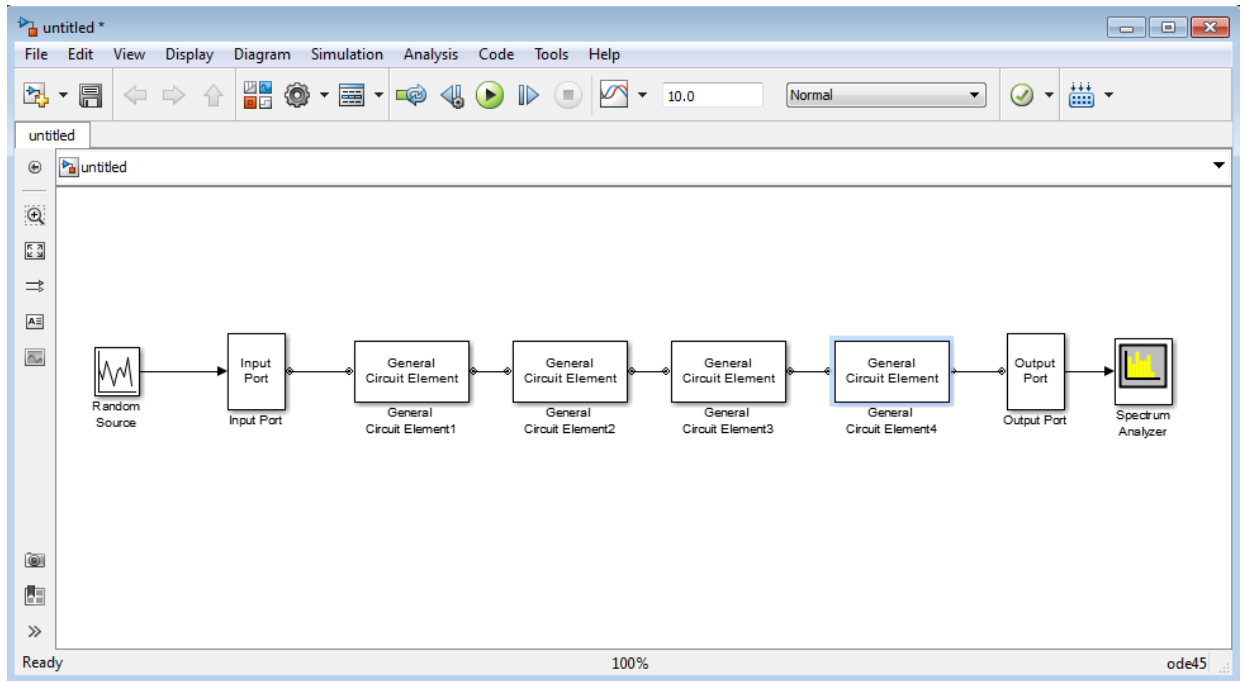 untitled *
File Edit View Display Diagram Simulation Analysis Code Tools Help
10.0 Normal
untitled
untitled
Input
Port
General
Circuit Element
General
Circuit Element
General
Circuit Element
General
Circuit Element
Output
Port
Random
Source
Input Port
General
Circuit Element1
General
Circuit Element2
General
Circuit Element3
General
Circuit Element4
Output Port
Spectrum
Analyzer
Ready 100% ode45